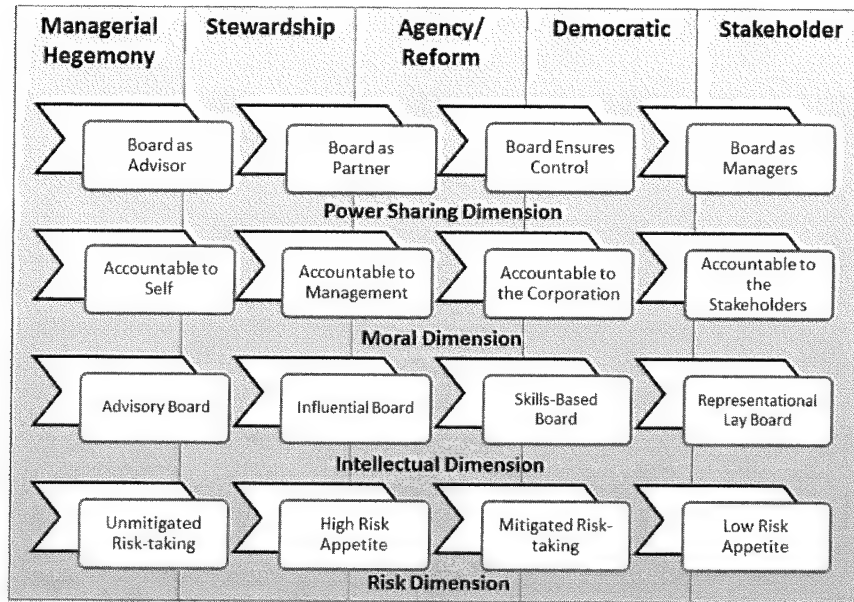 Managerial
Hegemony
Stewardship
Agency/
Reform
Democratic
Stakeholder
Board as
Advisor
Board as
Partner
Board Ensures
Control
Board as
Managers
Power Sharing Dimension
Accountable to
Self
Accountable to
Management
Accountable to
the Corporation
Accountable to
the
Stakeholders
Moral Dimension
Advisory Board
Influential Board
Skills-Based
Board
Representational
Lay Board
Intellectual Dimension
Unmitigated
Risk-taking
High Risk
Appetite
Mitigated Risk-
taking
Low Risk
Appetite
Risk Dimension